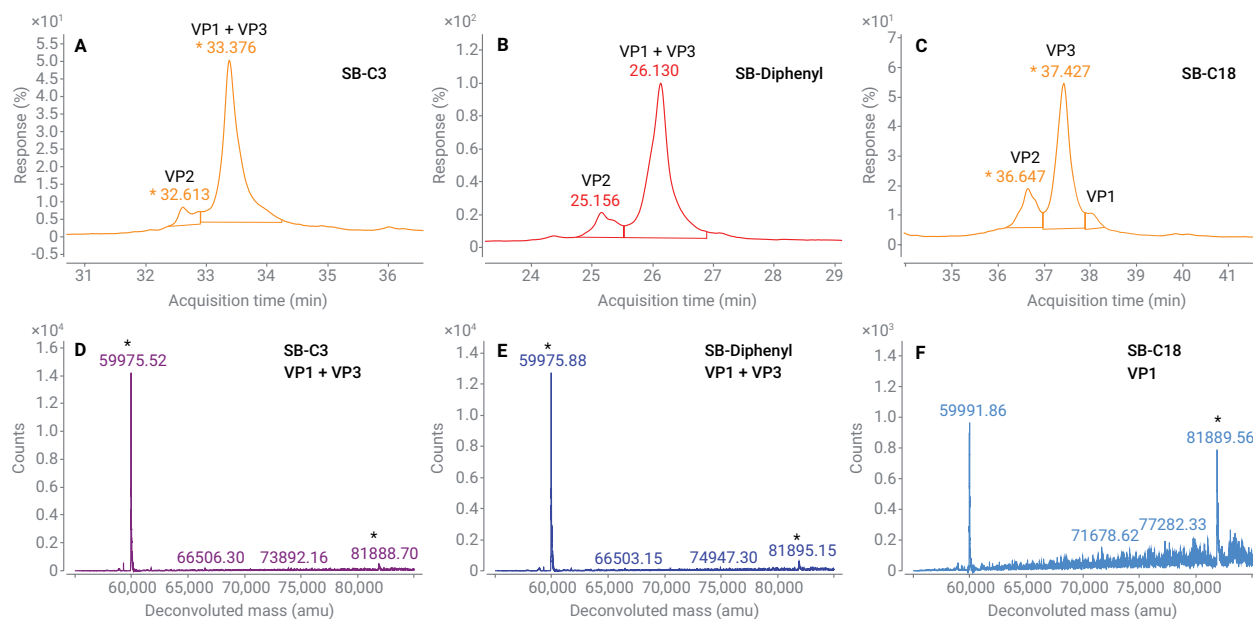 ×10¹
A
VP1 + VP3
* 33.376
SB-C3
VP2
* 32.613
5.5
5.0
4.5
4.0
3.5
3.0
2.5
2.0
1.5
10.0
0.5
0
-0.5
Response (%)
31 32 33 34 35 36
Acquisition time (min)
×10²
B
VP1 + VP3
26.130
SB-Diphenyl
VP2
25.156
1.2
1.0
0.8
0.6
0.4
0.2
0
Response (%)
24 25 26 27 28 29
Acquisition time (min)
×10¹
C
VP3
* 37.427
SB-C18
VP2
* 36.647
VP1
7
6
5
4
3
2
1
0
Response (%)
35 36 37 38 39 40 41
Acquisition time (min)
×10⁴
D
*
59975.52
SB-C3
VP1 + VP3
66506.30
73892.16
*
81888.70
1.6
1.4
1.2
1.0
0.8
0.6
0.4
0.2
0
Counts
60,000 65,000 70,000 75,000 80,000
Deconvoluted mass (amu)
×10⁴
E
*
59975.88
SB-Diphenyl
VP1 + VP3
66503.15
74947.30
*
81895.15
1.4
1.2
1.0
0.8
0.6
0.4
0.2
0
Counts
60,000 65,000 70,000 75,000 80,000
Deconvoluted mass (amu)
×10³
F
SB-C18
VP1
59991.86
*
81889.56
71678.62
77282.33
1.4
1.2
1.0
0.8
0.6
0.4
0.2
0
Counts
60,000 65,000 70,000 75,000 80,000
Deconvoluted mass (amu)